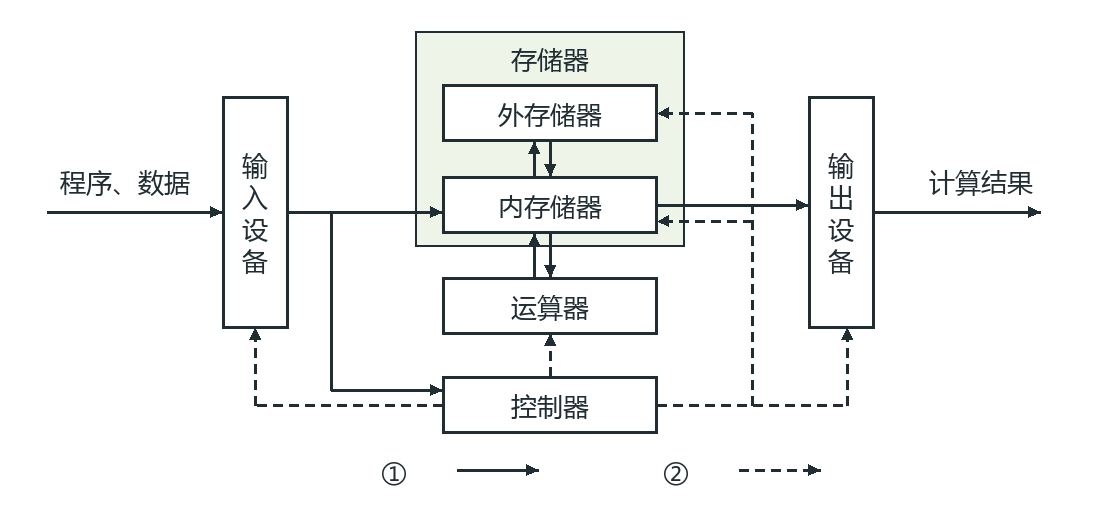 存储器
外存储器
程序、数据
输入设备
内存储器
输出设备
计算结果
运算器
控制器
①
②